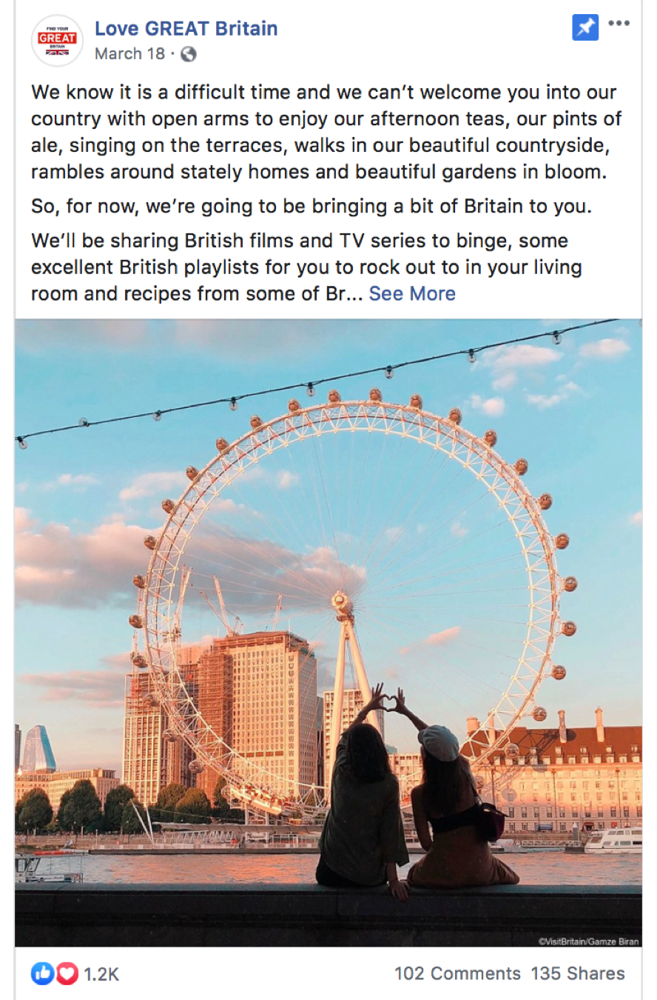 FIND YOUR
GREAT
BRITAIN
Love GREAT Britain
March 18 ·
We know it is a difficult time and we can’t welcome you into our
country with open arms to enjoy our afternoon teas, our pints of
ale, singing on the terraces, walks in our beautiful countryside,
rambles around stately homes and beautiful gardens in bloom.
So, for now, we’re going to be bringing a bit of Britain to you.
We’ll be sharing British films and TV series to binge, some
excellent British playlists for you to rock out to in your living
room and recipes from some of Br... See More
©VisitBritain/Gamze Biran
1.2K 102 Comments 135 Shares